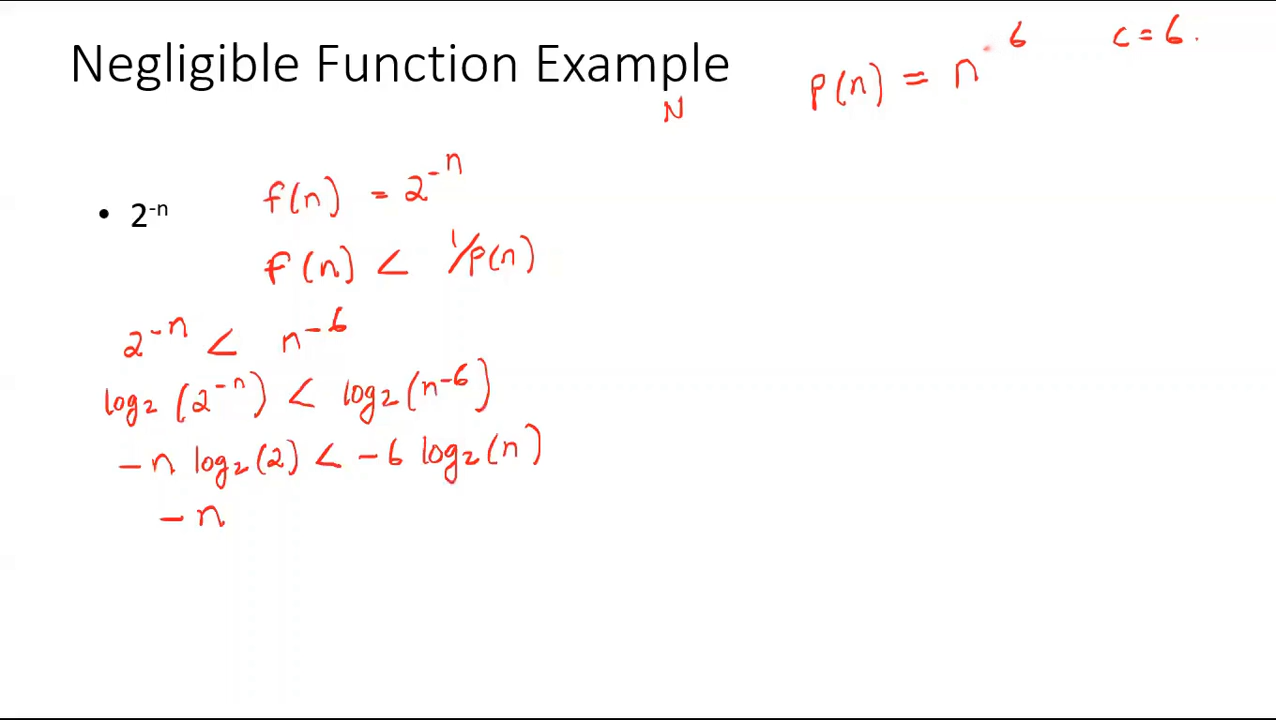 Negligible Function Example
p(n) = n^6 c = 6.
N
• 2^-n
f(n) = 2^-n
f(n) < 1/p(n)
2^-n < n^-6
log₂(2^-n) < log₂(n^-6)
-n log₂(2) < -6 log₂(n)
-n